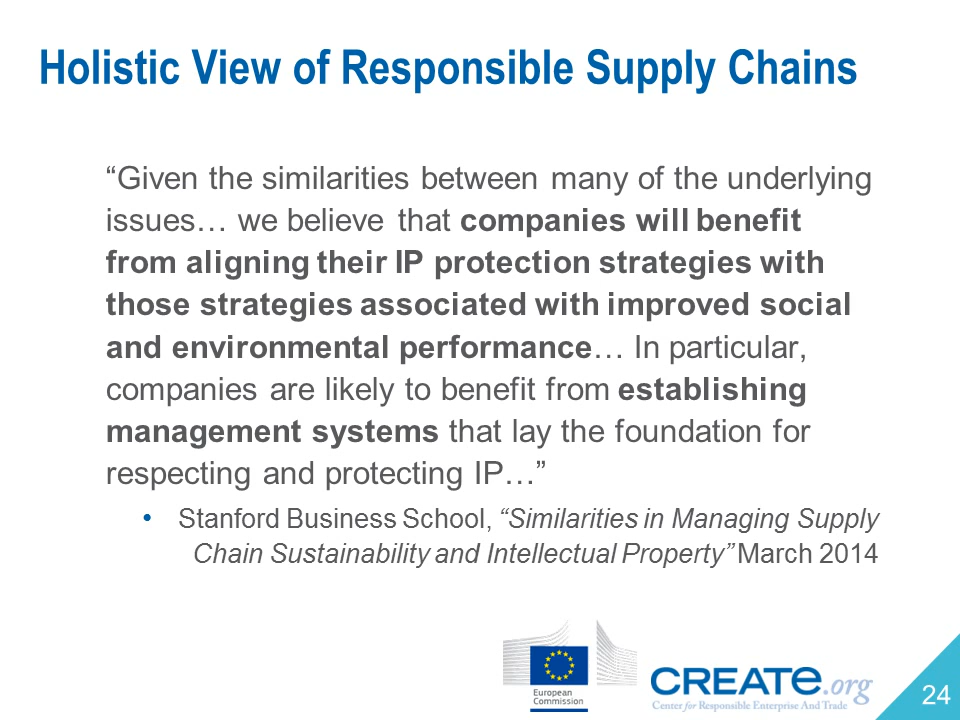 Holistic View of Responsible Supply Chains
“Given the similarities between many of the underlying
issues… we believe that companies will benefit
from aligning their IP protection strategies with
those strategies associated with improved social
and environmental performance… In particular,
companies are likely to benefit from establishing
management systems that lay the foundation for
respecting and protecting IP…”
• Stanford Business School, “Similarities in Managing Supply
Chain Sustainability and Intellectual Property” March 2014
European
Commission
CREATE.org
Center for Responsible Enterprise And Trade
24